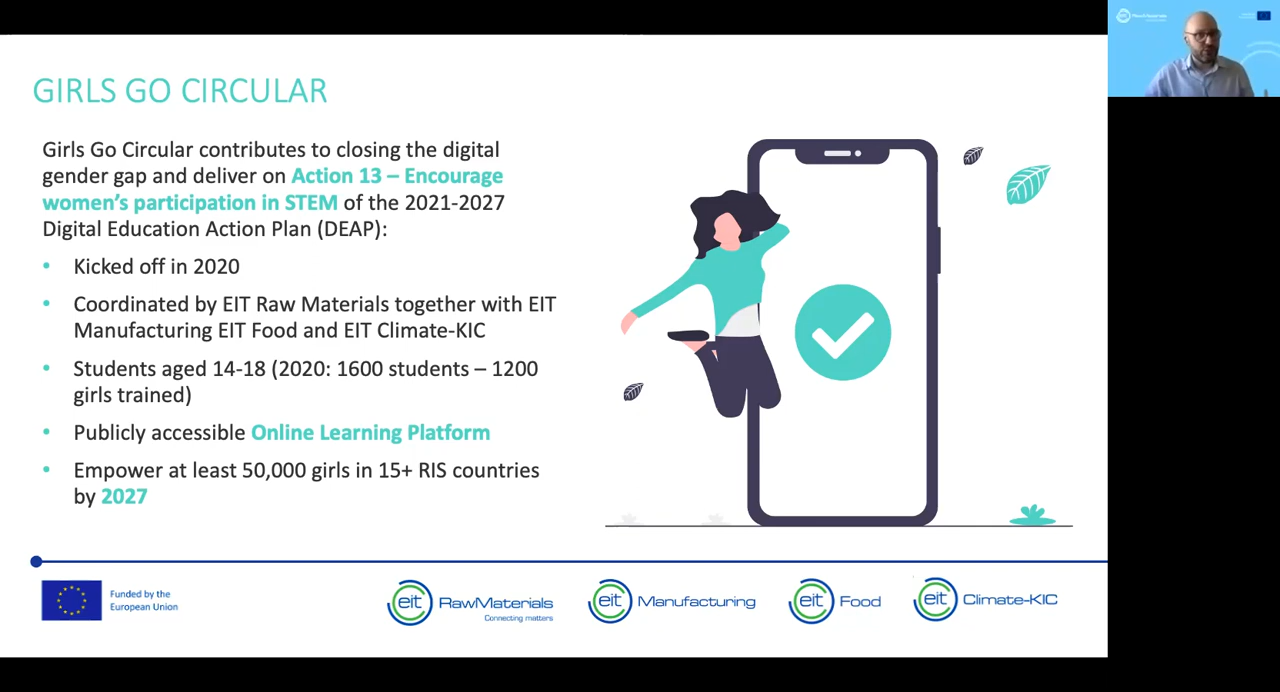 GIRLS GO CIRCULAR
Girls Go Circular contributes to closing the digital
gender gap and deliver on Action 13 – Encourage
women's participation in STEM of the 2021-2027
Digital Education Action Plan (DEAP):
• Kicked off in 2020
• Coordinated by EIT Raw Materials together with EIT
Manufacturing EIT Food and EIT Climate-KIC
• Students aged 14-18 (2020: 1600 students – 1200
girls trained)
• Publicly accessible Online Learning Platform
• Empower at least 50,000 girls in 15+ RIS countries
by 2027
Funded by the
European Union
eit RawMaterials
Connecting matters
eit Manufacturing
eit Food
eit Climate-KIC
eit RawMaterials